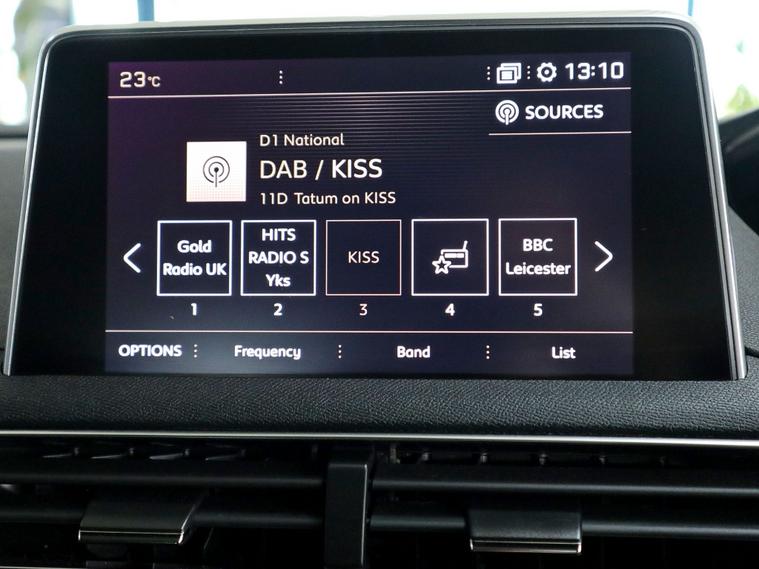 23°C
13:10
SOURCES
D1 National
DAB / KISS
11D Tatum on KISS
Gold
Radio UK
HITS
RADIO S
Yks
KISS
BBC
Leicester
1 2 3 4 5
OPTIONS Frequency Band List